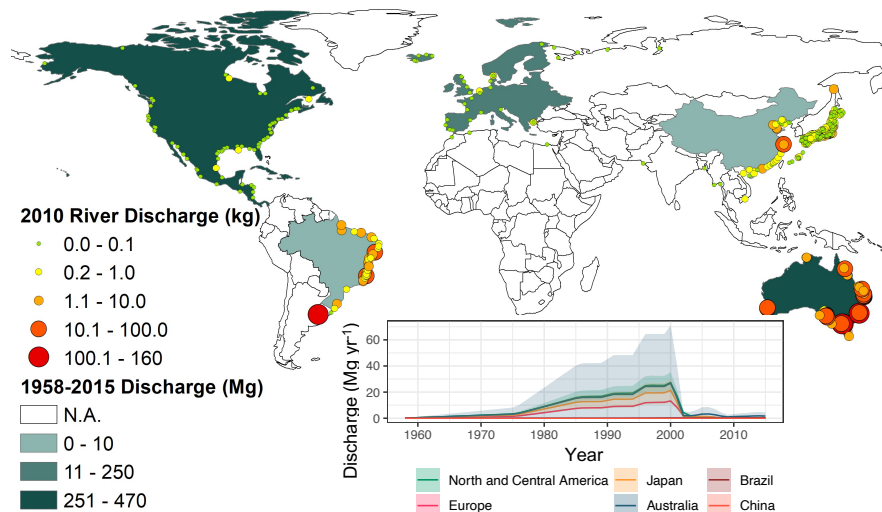 2010 River Discharge (kg)
0.0 - 0.1
0.2 - 1.0
1.1 - 10.0
10.1 - 100.0
100.1 - 160
1958-2015 Discharge (Mg)
N.A.
0 - 10
11 - 250
251 - 470
Discharge (Mg yr⁻¹)
60
40
20
0
1960
1970
1980
1990
2000
2010
Year
North and Central America
Japan
Brazil
Europe
Australia
China